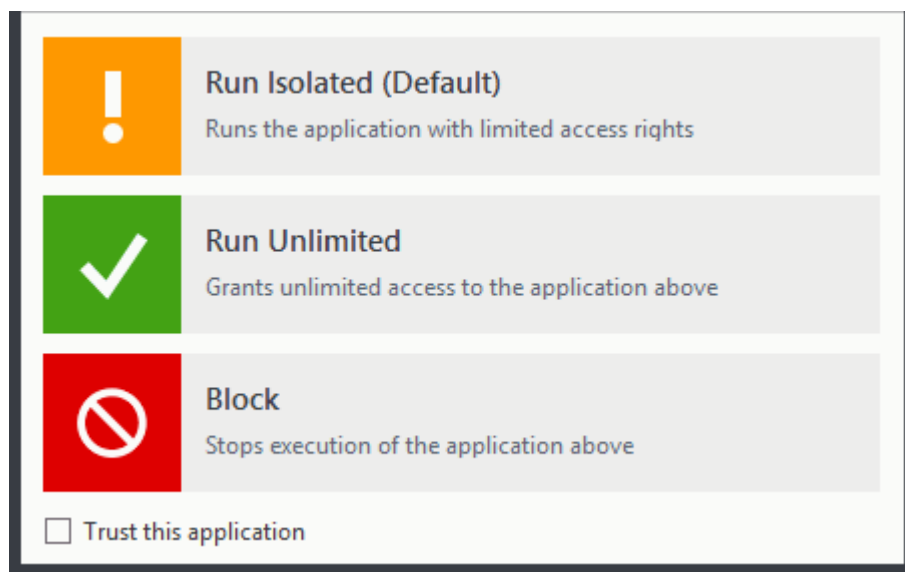 Run Isolated (Default)
Runs the application with limited access rights
Run Unlimited
Grants unlimited access to the application above
Block
Stops execution of the application above
Trust this application